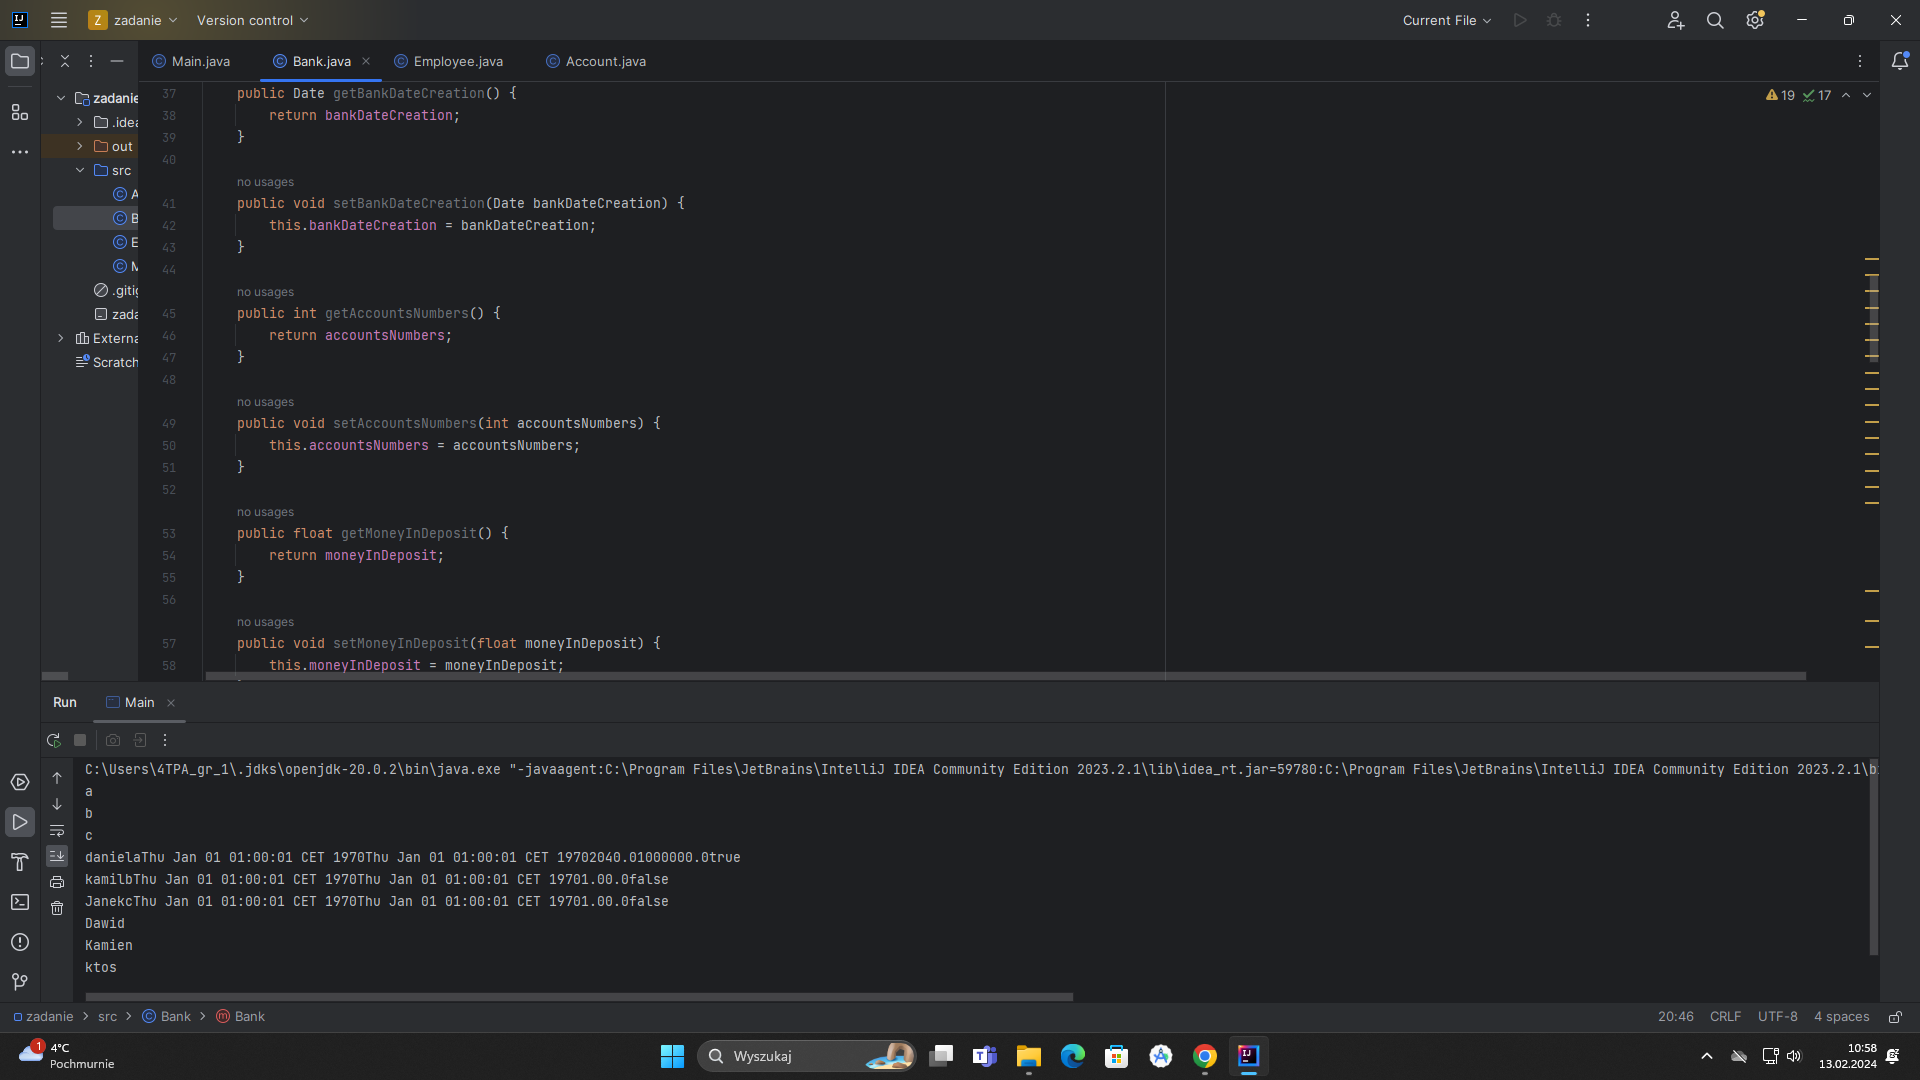 Z zadanie Version control Current File
Main.java Bank.java Employee.java Account.java
zadanie
.idea
out
src
A
B
E
M
.gitig
zada
Externa
Scratch
19 17
37 public Date getBankDateCreation() {
38 return bankDateCreation;
39 }
40
no usages
41 public void setBankDateCreation(Date bankDateCreation) {
42 this.bankDateCreation = bankDateCreation;
43 }
44
no usages
45 public int getAccountsNumbers() {
46 return accountsNumbers;
47 }
48
no usages
49 public void setAccountsNumbers(int accountsNumbers) {
50 this.accountsNumbers = accountsNumbers;
51 }
52
no usages
53 public float getMoneyInDeposit() {
54 return moneyInDeposit;
55 }
56
no usages
57 public void setMoneyInDeposit(float moneyInDeposit) {
58 this.moneyInDeposit = moneyInDeposit;
Run Main
C:\Users\4TPA_gr_1\.jdks\openjdk-20.0.2\bin\java.exe "-javaagent:C:\Program Files\JetBrains\IntelliJ IDEA Community Edition 2023.2.1\lib\idea_rt.jar=59780:C:\Program Files\JetBrains\IntelliJ IDEA Community Edition 2023.2.1\b
a
b
c
danielaThu Jan 01 01:00:01 CET 1970Thu Jan 01 01:00:01 CET 19702040.01000000.0true
kamilbThu Jan 01 01:00:01 CET 1970Thu Jan 01 01:00:01 CET 19701.00.0false
JanekcThu Jan 01 01:00:01 CET 1970Thu Jan 01 01:00:01 CET 19701.00.0false
Dawid
Kamien
ktos
zadanie > src > Bank > Bank 20:46 CRLF UTF-8 4 spaces
1 4°C
Pochmurnie
Wyszukaj
10:58
13.02.2024